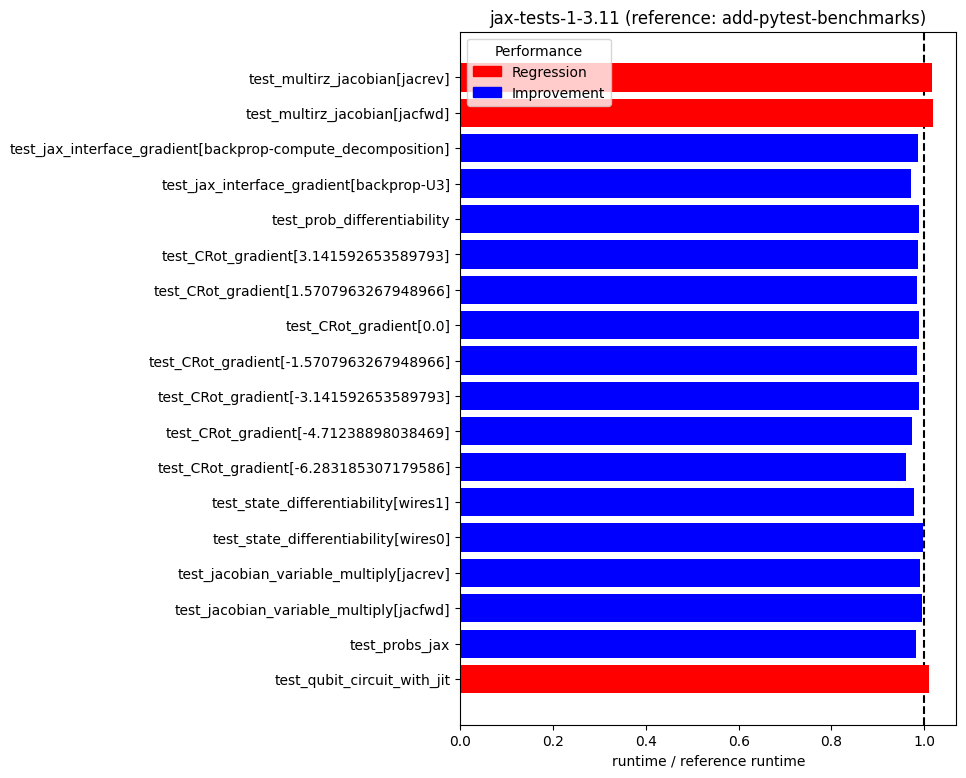 jax-tests-1-3.11 (reference: add-pytest-benchmarks)
Performance
Regression
Improvement
test_multirz_jacobian[jacrev]
test_multirz_jacobian[jacfwd]
test_jax_interface_gradient[backprop-compute_decomposition]
test_jax_interface_gradient[backprop-U3]
test_prob_differentiability
test_CRot_gradient[3.141592653589793]
test_CRot_gradient[1.5707963267948966]
test_CRot_gradient[0.0]
test_CRot_gradient[-1.5707963267948966]
test_CRot_gradient[-3.141592653589793]
test_CRot_gradient[-4.71238898038469]
test_CRot_gradient[-6.283185307179586]
test_state_differentiability[wires1]
test_state_differentiability[wires0]
test_jacobian_variable_multiply[jacrev]
test_jacobian_variable_multiply[jacfwd]
test_probs_jax
test_qubit_circuit_with_jit
0.0 0.2 0.4 0.6 0.8 1.0
runtime / reference runtime